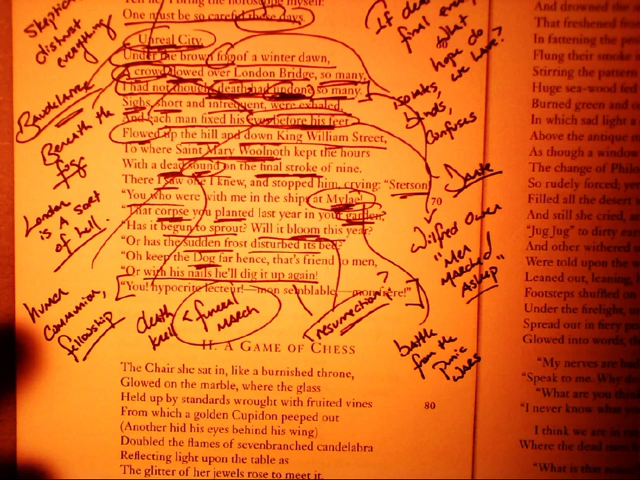 One must be so careful these days.
Unreal City,
Under the brown fog of a winter dawn,
A crowd flowed over London Bridge, so many,
I had not thought death had undone so many.
Sighs, short and infrequent, were exhaled,
And each man fixed his eyes before his feet.
Flowed up the hill and down King William Street,
To where Saint Mary Woolnoth kept the hours
With a dead sound on the final stroke of nine.
There I saw one I knew, and stopped him, crying: "Stetson
"You who were with me in the ships at Mylae!
70
"That corpse you planted last year in your garden,
"Has it begun to sprout? Will it bloom this year?
"Or has the sudden frost disturbed its bed?
"Oh keep the Dog far hence, that's friend to men,
"Or with his nails he'll dig it up again!
"You! hypocrite lecteur!—mon semblable,—mon frère!"
II. A GAME OF CHESS
The Chair she sat in, like a burnished throne,
Glowed on the marble, where the glass
Held up by standards wrought with fruited vines
From which a golden Cupidon peeped out
80
(Another hid his eyes behind his wing)
Doubled the flames of sevenbranched candelabra
Reflecting light upon the table as
The glitter of her jewels rose to meet it,
Skeptical
distrust
everything
Baudelaire
Beneath the
fog
London
is a sort
of hell.
human
communion,
fellowship
death
knell
< funeral
march
resurrection?
If death
final
what
hope do
we have?
isolates,
blinds,
confuses
Dante
Wilfred Owen
"Men
marched
asleep"
battle
from the
Punic
wars
And drowned the
That freshened fro
In fattening the p
Flung their smoke i
Stirring the pattern
Huge sea-wood fed
Burned green and o
In which sad light a
Above the antique
As though a window
The change of Philo
So rudely forced; ye
Filled all the desert
And still she cried, a
"Jug Jug" to dirty ea
And other withered
Were told upon the w
Leaned out, leaning,
Footsteps shuffled on
Under the firelight, u
Spread out in fiery p
Glowed into words, th
"My nerves are ba
"Speak to me. Why d
"What are you thin
"I never know what yo
I think we are in ra
Where the dead men lo
"What is that noise